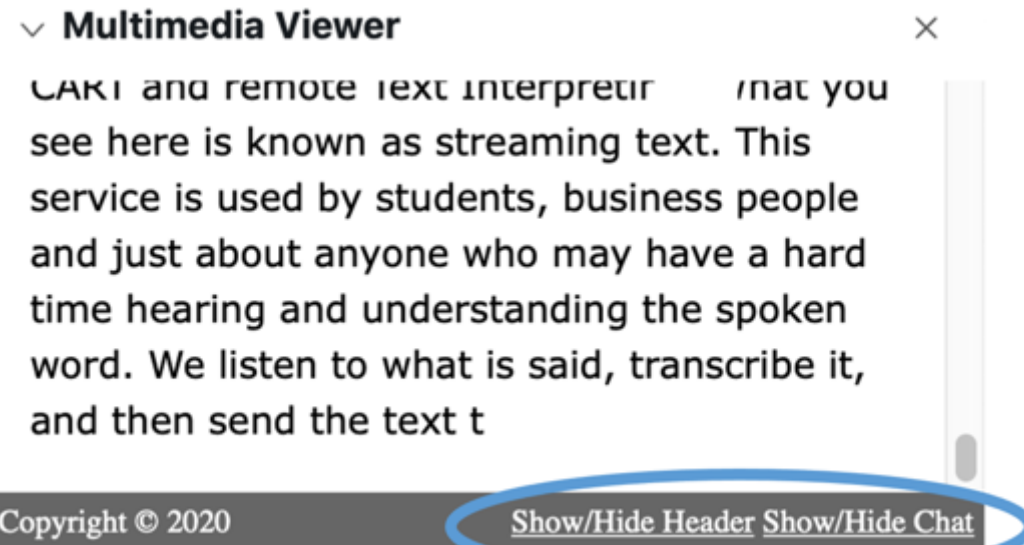 Multimedia Viewer
CART and remote Text Interpretir hat you
see here is known as streaming text. This
service is used by students, business people
and just about anyone who may have a hard
time hearing and understanding the spoken
word. We listen to what is said, transcribe it,
and then send the text t
Copyright © 2020 Show/Hide Header Show/Hide Chat